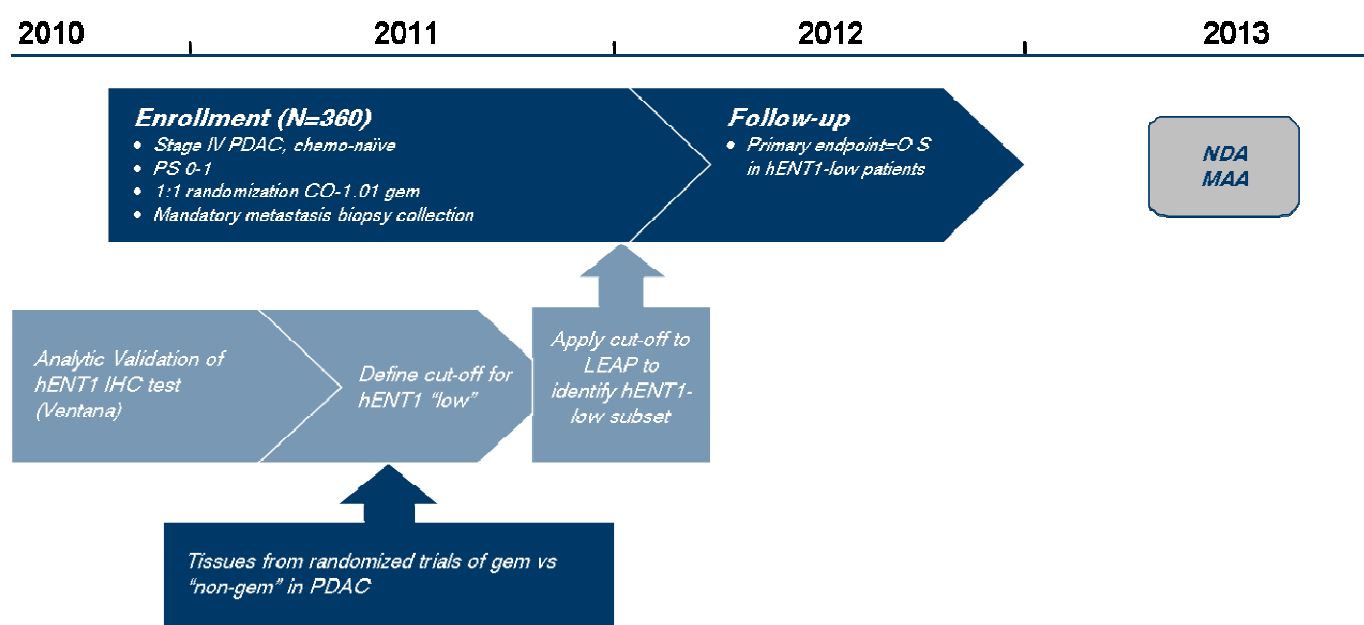 2010 2011 2012 2013
Enrollment (N=360)
• Stage IV PDAC, chemo-naïve
• PS 0-1
• 1:1 randomization CO-1.01 gem
• Mandatory metastasis biopsy collection
Follow-up
• Primary endpoint=O S
in hENT1-low patients
NDA
MAA
Analytic Validation of
hENT1 IHC test
(Ventana)
Define cut-off for
hENT1 “low”
Apply cut-off to
LEAP to
identify hENT1-
low subset
Tissues from randomized trials of gem vs
“non-gem” in PDAC